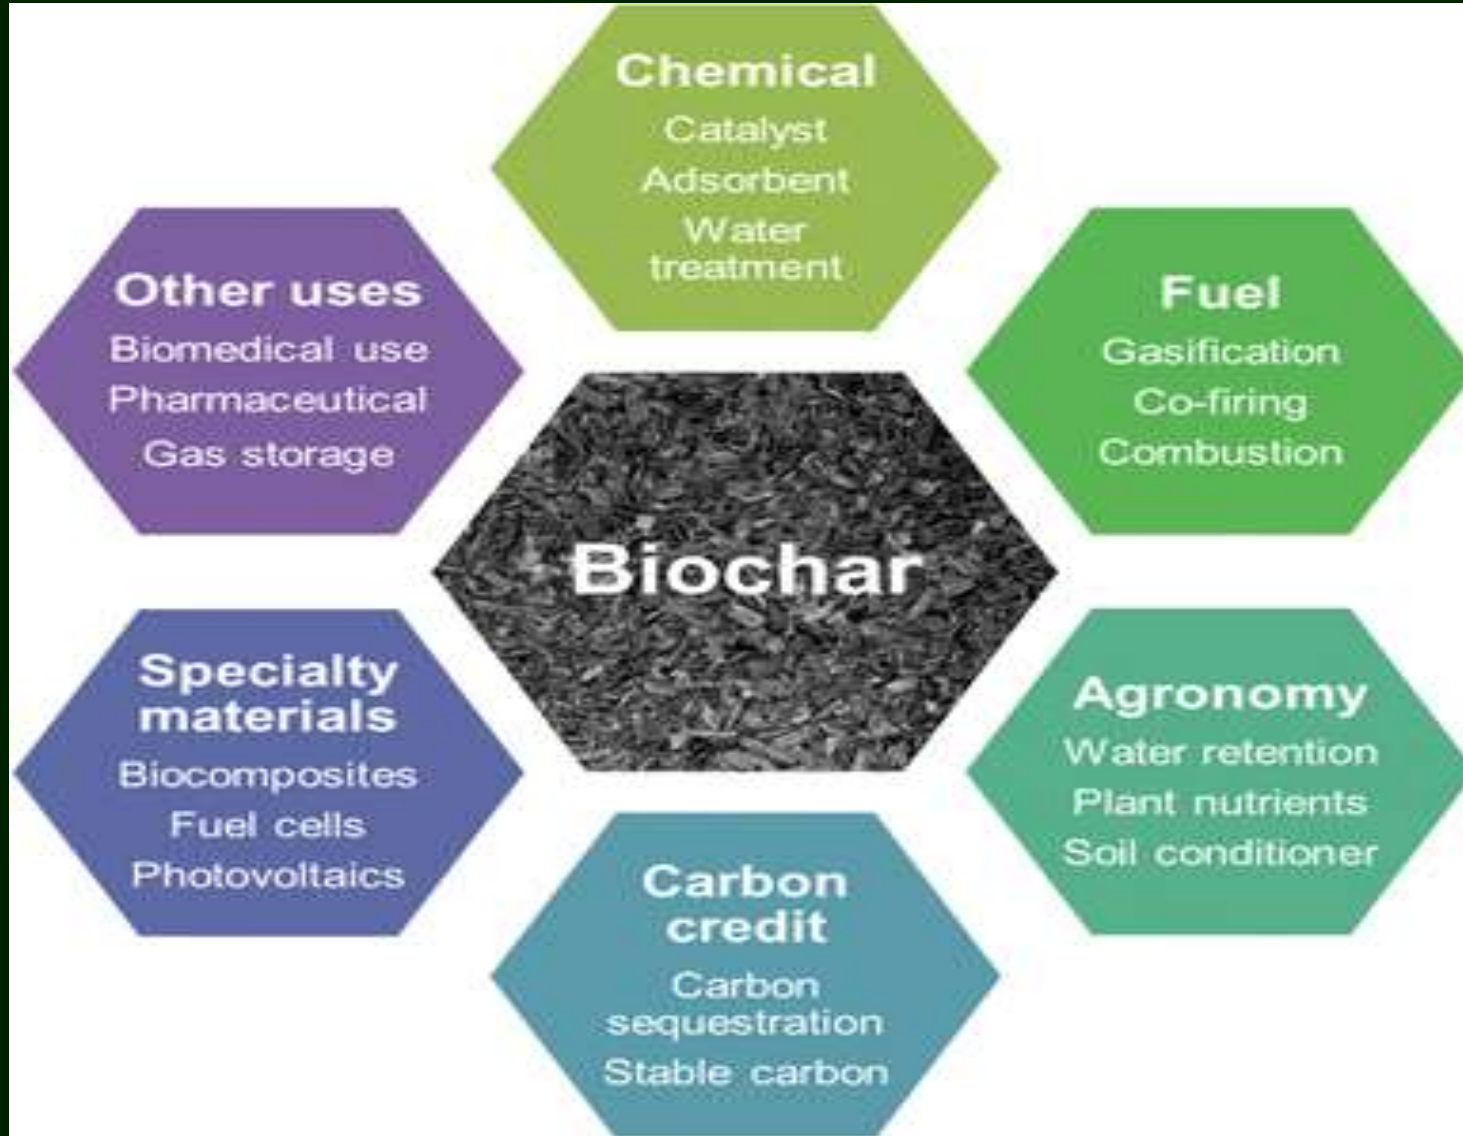 Chemical
Catalyst
Adsorbent
Water
treatment
Other uses
Biomedical use
Pharmaceutical
Gas storage
Fuel
Gasification
Co-firing
Combustion
Biochar
Specialty
materials
Biocomposites
Fuel cells
Photovoltaics
Agronomy
Water retention
Plant nutrients
Soil conditioner
Carbon
credit
Carbon
sequestration
Stable carbon